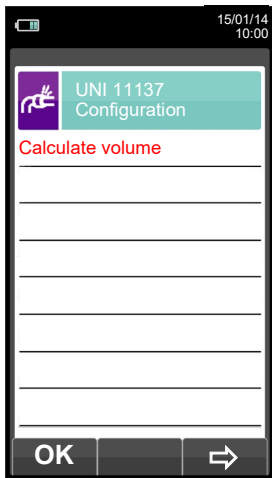 15/01/14
10:00
UNI 11137
Configuration
Calculate volume
OK